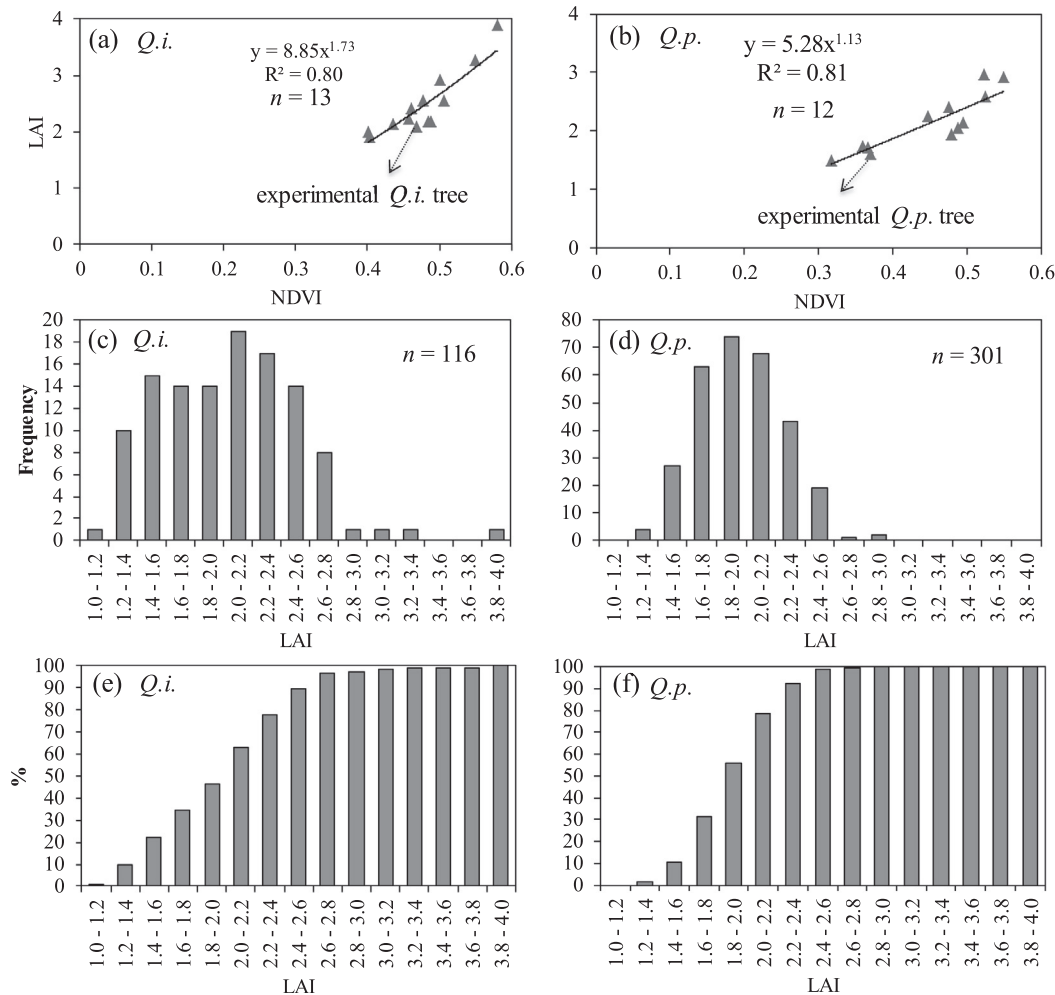 (a) Q.i.
y = 8.85x^1.73
R² = 0.80
n = 13
experimental Q.i. tree
LAI
4
3
2
1
0
0 0.1 0.2 0.3 0.4 0.5 0.6
NDVI
(b) Q.p.
y = 5.28x^1.13
R² = 0.81
n = 12
experimental Q.p. tree
4
3
2
1
0
0 0.1 0.2 0.3 0.4 0.5 0.6
NDVI
(c) Q.i.
n = 116
Frequency
20
18
16
14
12
10
8
6
4
2
0
1.0 - 1.2
1.2 - 1.4
1.4 - 1.6
1.6 - 1.8
1.8 - 2.0
2.0 - 2.2
2.2 - 2.4
2.4 - 2.6
2.6 - 2.8
2.8 - 3.0
3.0 - 3.2
3.2 - 3.4
3.4 - 3.6
3.6 - 3.8
3.8 - 4.0
LAI
(d) Q.p.
n = 301
80
70
60
50
40
30
20
10
0
1.0 - 1.2
1.2 - 1.4
1.4 - 1.6
1.6 - 1.8
1.8 - 2.0
2.0 - 2.2
2.2 - 2.4
2.4 - 2.6
2.6 - 2.8
2.8 - 3.0
3.0 - 3.2
3.2 - 3.4
3.4 - 3.6
3.6 - 3.8
3.8 - 4.0
LAI
(e) Q.i.
%
100
90
80
70
60
50
40
30
20
10
0
1.0 - 1.2
1.2 - 1.4
1.4 - 1.6
1.6 - 1.8
1.8 - 2.0
2.0 - 2.2
2.2 - 2.4
2.4 - 2.6
2.6 - 2.8
2.8 - 3.0
3.0 - 3.2
3.2 - 3.4
3.4 - 3.6
3.6 - 3.8
3.8 - 4.0
LAI
(f) Q.p.
100
90
80
70
60
50
40
30
20
10
0
1.0 - 1.2
1.2 - 1.4
1.4 - 1.6
1.6 - 1.8
1.8 - 2.0
2.0 - 2.2
2.2 - 2.4
2.4 - 2.6
2.6 - 2.8
2.8 - 3.0
3.0 - 3.2
3.2 - 3.4
3.4 - 3.6
3.6 - 3.8
3.8 - 4.0
LAI